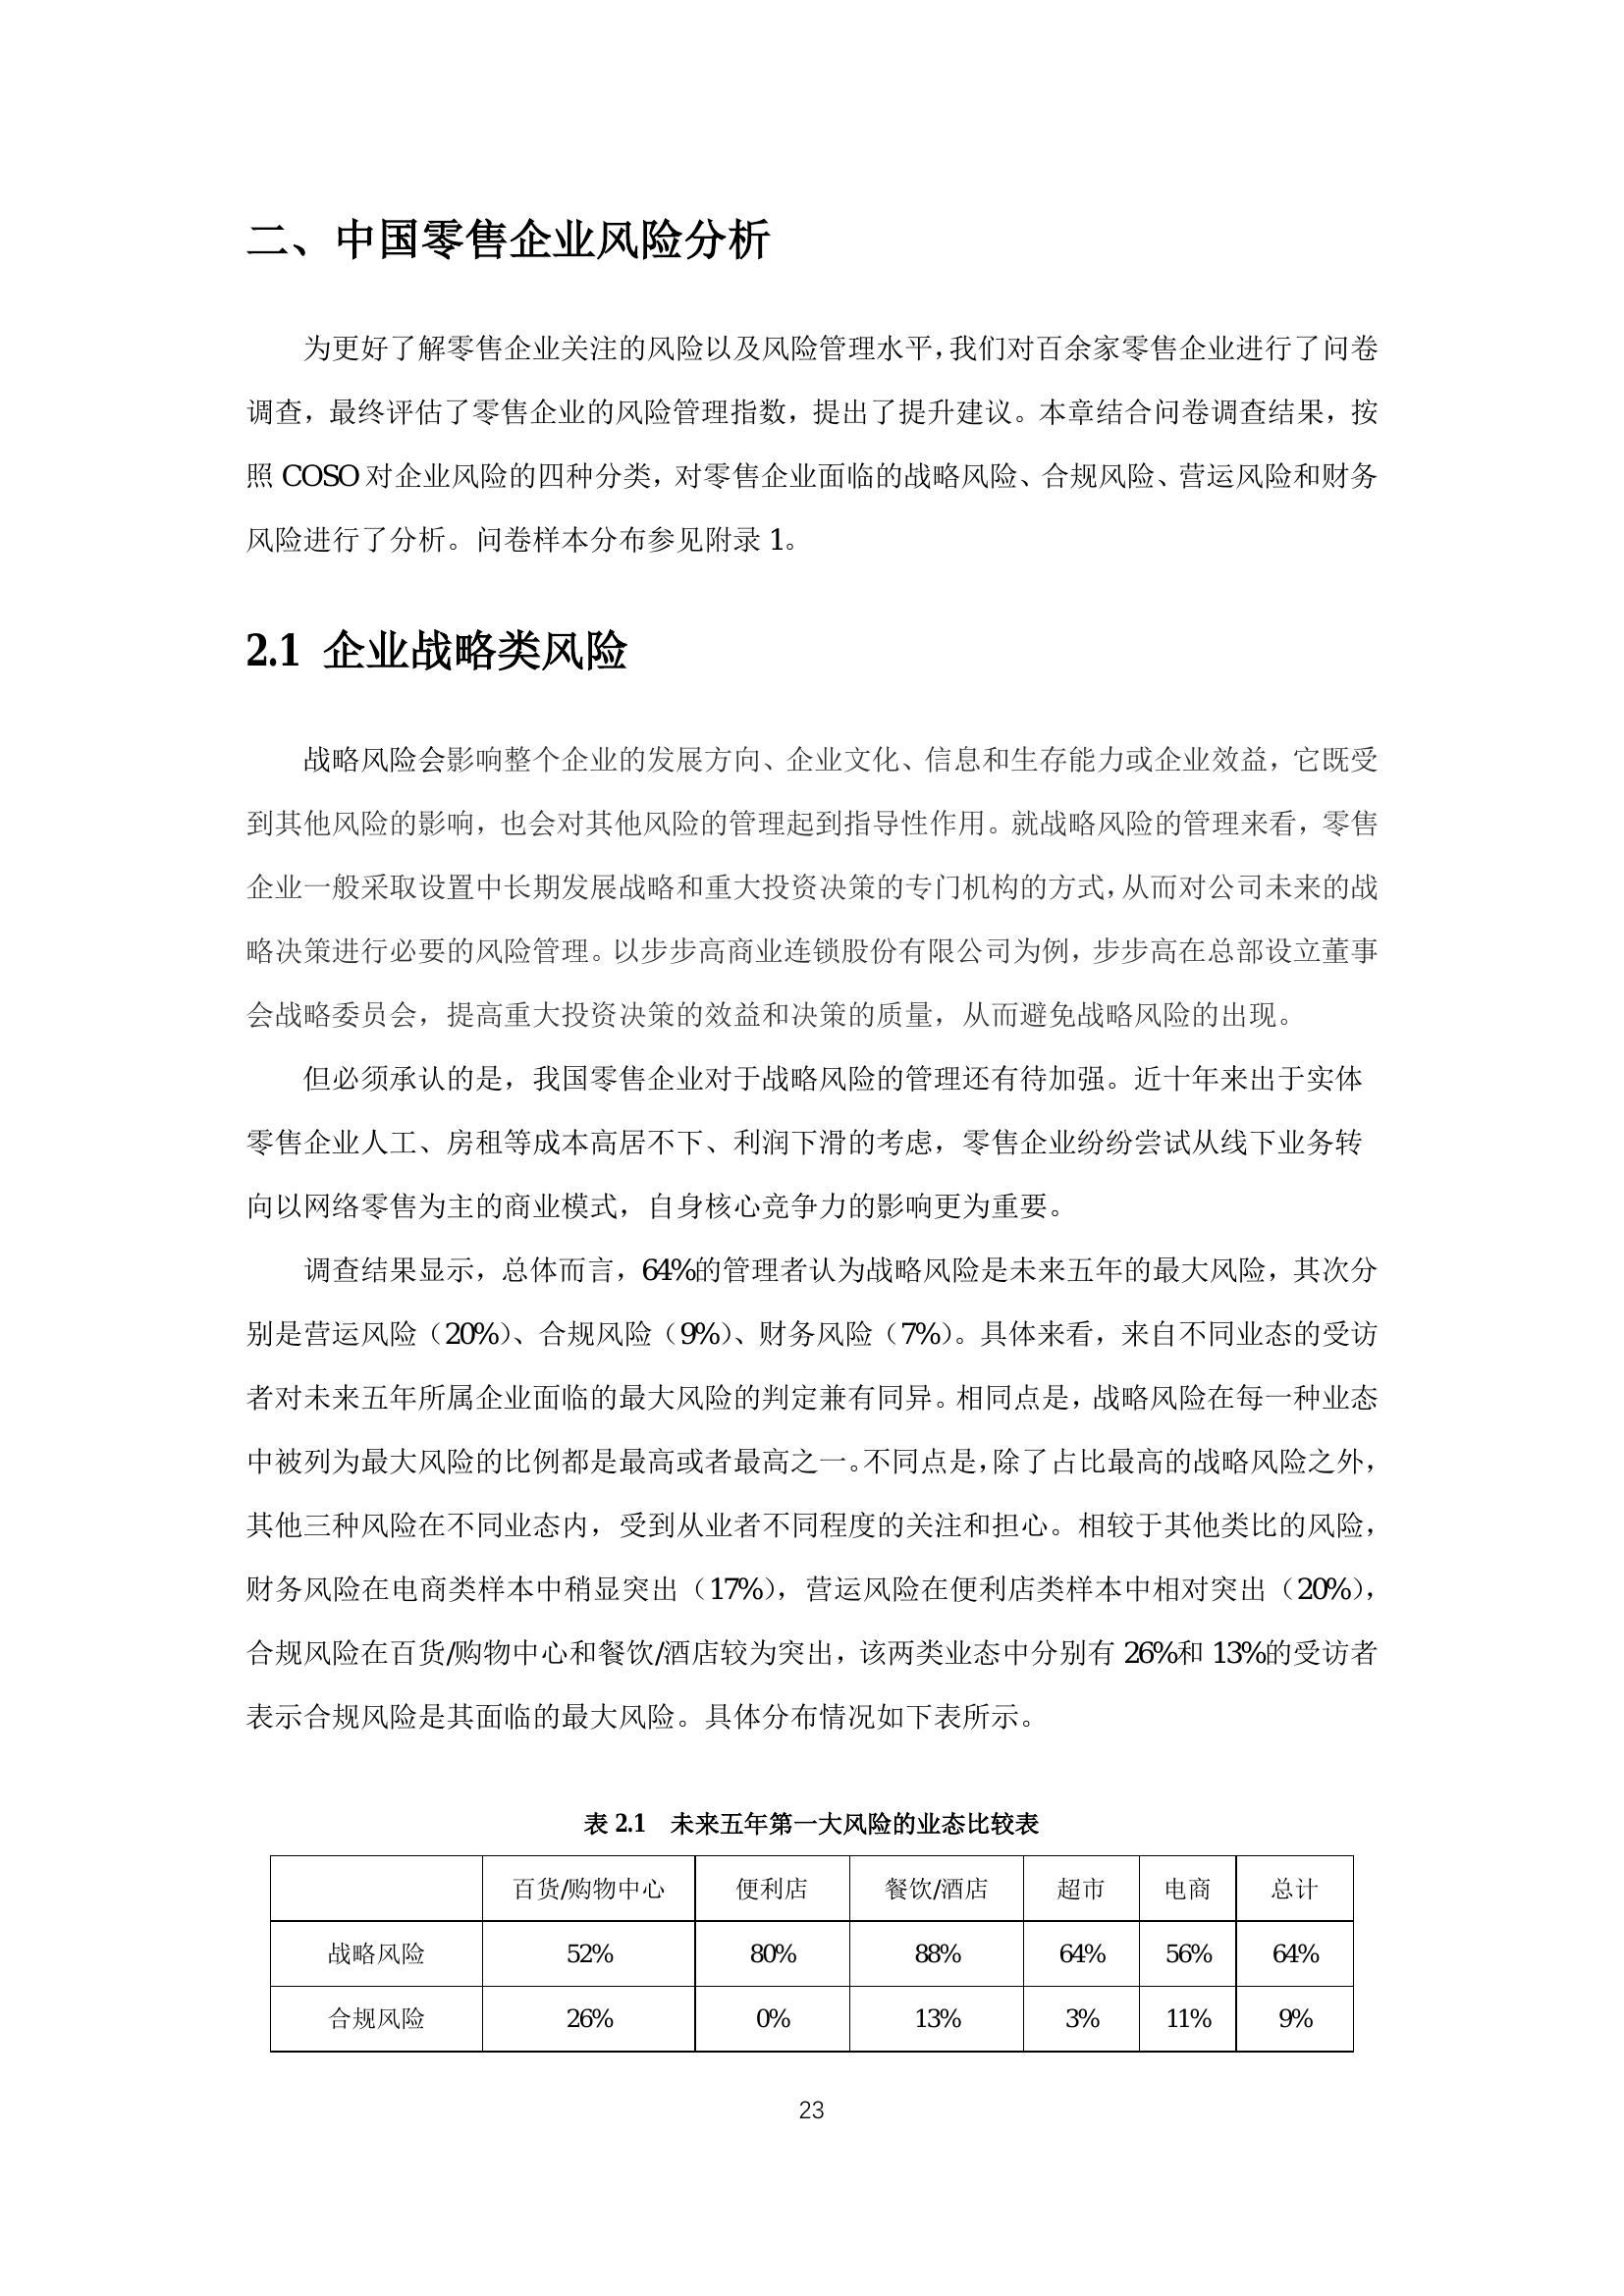 二、中国零售企业风险分析
为更好了解零售企业关注的风险以及风险管理水平，我们对百余家零售企业进行了问卷
调查，最终评估了零售企业的风险管理指数，提出了提升建议。本章结合问卷调查结果，按
照 COSO 对企业风险的四种分类，对零售企业面临的战略风险、合规风险、营运风险和财务
风险进行了分析。问卷样本分布参见附录 1。
2.1 企业战略类风险
战略风险会影响整个企业的发展方向、企业文化、信息和生存能力或企业效益，它既受
到其他风险的影响，也会对其他风险的管理起到指导性作用。就战略风险的管理来看，零售
企业一般采取设置中长期发展战略和重大投资决策的专门机构的方式，从而对公司未来的战
略决策进行必要的风险管理。以步步高商业连锁股份有限公司为例，步步高在总部设立董事
会战略委员会，提高重大投资决策的效益和决策的质量，从而避免战略风险的出现。
但必须承认的是，我国零售企业对于战略风险的管理还有待加强。近十年来出于实体
零售企业人工、房租等成本高居不下、利润下滑的考虑，零售企业纷纷尝试从线下业务转
向以网络零售为主的商业模式，自身核心竞争力的影响更为重要。
调查结果显示，总体而言，64%的管理者认为战略风险是未来五年的最大风险，其次分
别是营运风险（20%）、合规风险（9%）、财务风险（7%）。具体来看，来自不同业态的受访
者对未来五年所属企业面临的最大风险的判定兼有同异。相同点是，战略风险在每一种业态
中被列为最大风险的比例都是最高或者最高之一。不同点是，除了占比最高的战略风险之外，
其他三种风险在不同业态内，受到从业者不同程度的关注和担心。相较于其他类比的风险，
财务风险在电商类样本中稍显突出（17%），营运风险在便利店类样本中相对突出（20%），
合规风险在百货/购物中心和餐饮/酒店较为突出，该两类业态中分别有 26%和 13%的受访者
表示合规风险是其面临的最大风险。具体分布情况如下表所示。
表 2.1 未来五年第一大风险的业态比较表
百货/购物中心 便利店 餐饮/酒店 超市 电商 总计
战略风险 52% 80% 88% 64% 56% 64%
合规风险 26% 0% 13% 3% 11% 9%
23